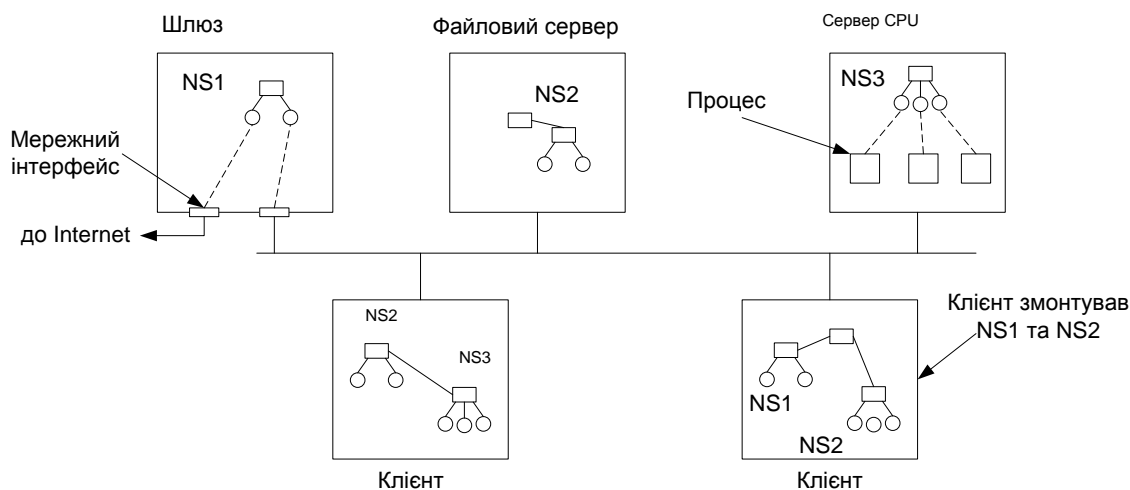 Шлюз
Файловий сервер
Сервер CPU
NS1
NS2
NS3
Процес
Мережний
інтерфейс
до Internet
NS2
NS3
Клієнт змонтував
NS1 та NS2
NS1
NS2
Клієнт
Клієнт